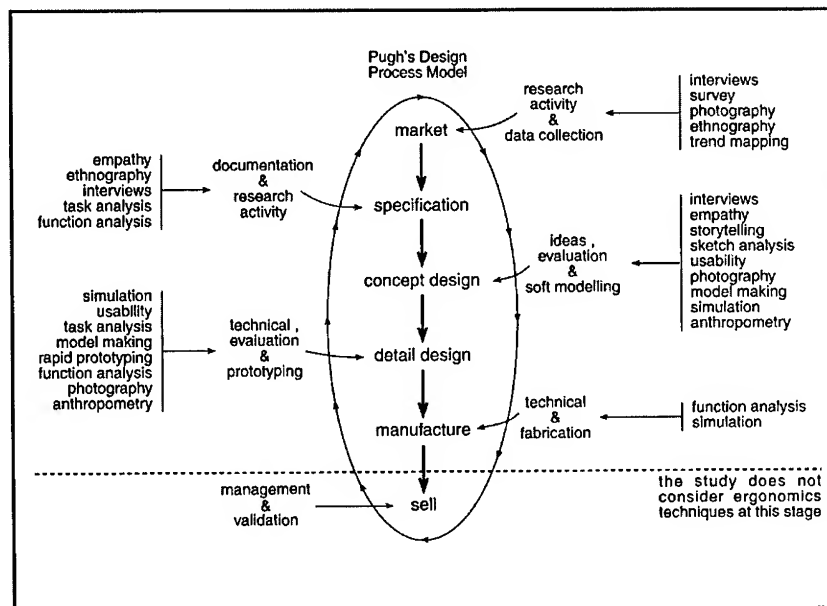 Pugh's Design
Process Model
market
research
activity
&
data collection
interviews
survey
photography
ethnography
trend mapping
empathy
ethnography
interviews
task analysis
function analysis
documentation
&
research
activity
specification
interviews
empathy
storytelling
sketch analysis
usability
photography
model making
simulation
anthropometry
ideas ,
evaluation
&
soft modelling
concept design
simulation
usability
task analysis
model making
rapid prototyping
function analysis
photography
anthropometry
technical ,
evaluation
&
prototyping
detail design
manufacture
technical
&
fabrication
function analysis
simulation
the study does not
consider ergonomics
techniques at this stage
management
&
validation
sell